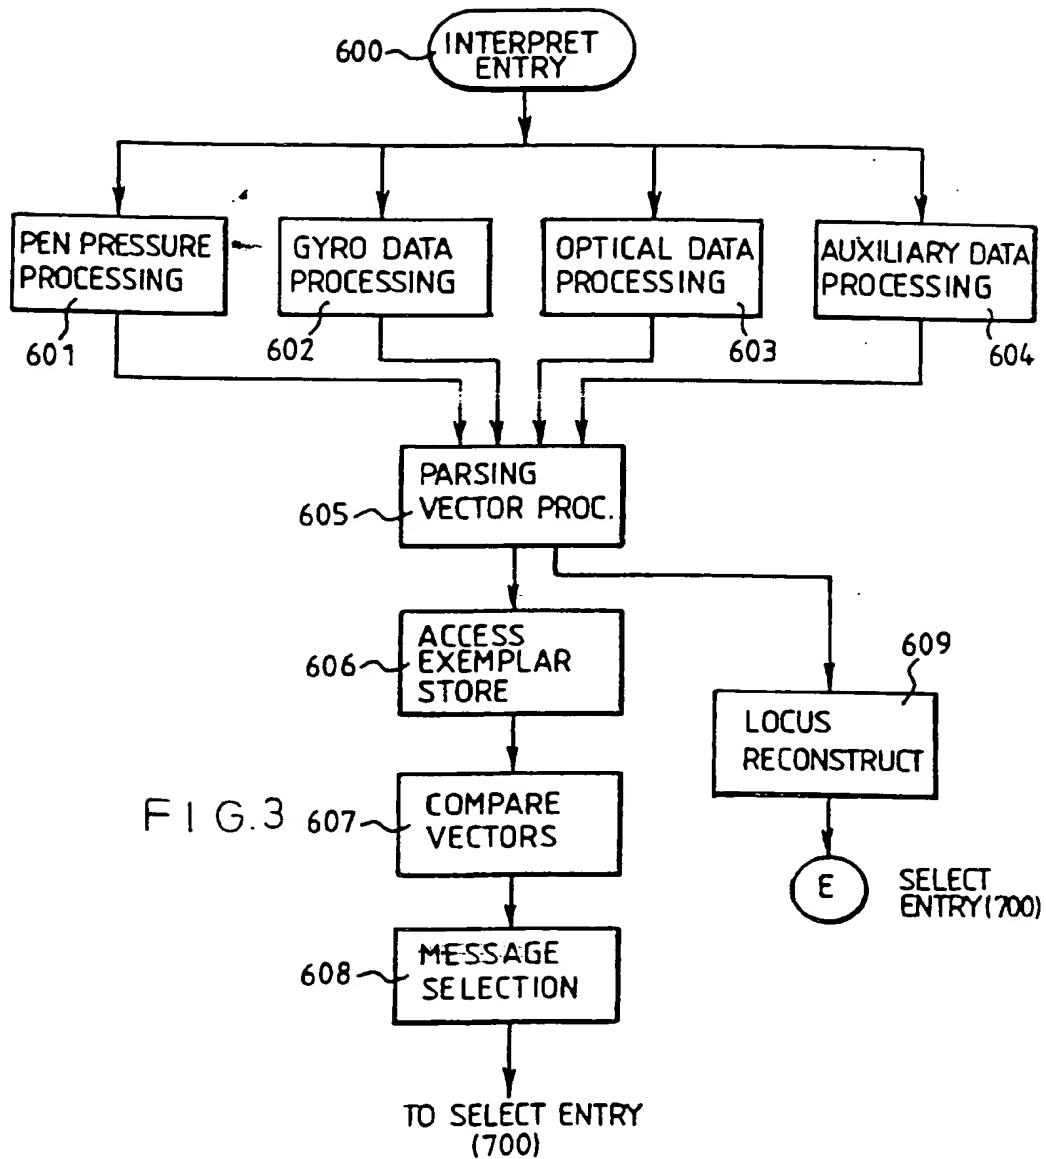 600
INTERPRET
ENTRY
PEN PRESSURE
PROCESSING
601
GYRO DATA
PROCESSING
602
OPTICAL DATA
PROCESSING
603
AUXILIARY DATA
PROCESSING
604
605
PARSING
VECTOR PROC.
606
ACCESS
EXEMPLAR
STORE
609
LOCUS
RECONSTRUCT
FIG.3
607
COMPARE
VECTORS
E
SELECT
ENTRY(700)
608
MESSAGE
SELECTION
TO SELECT ENTRY
(700)